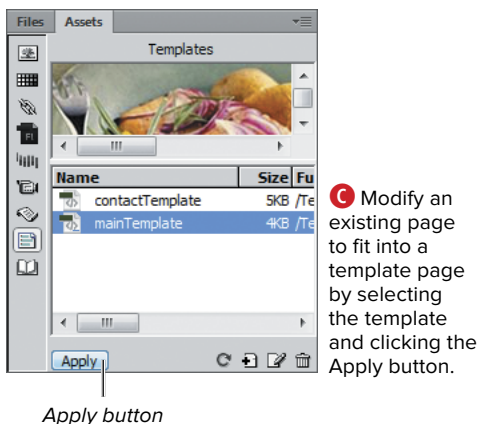 Files Assets
Templates
Name Size Fu
contactTemplate 5KB /Te
mainTemplate 4KB /Te
Apply
Apply button
C Modify an
existing page
to fit into a
template page
by selecting
the template
and clicking the
Apply button.